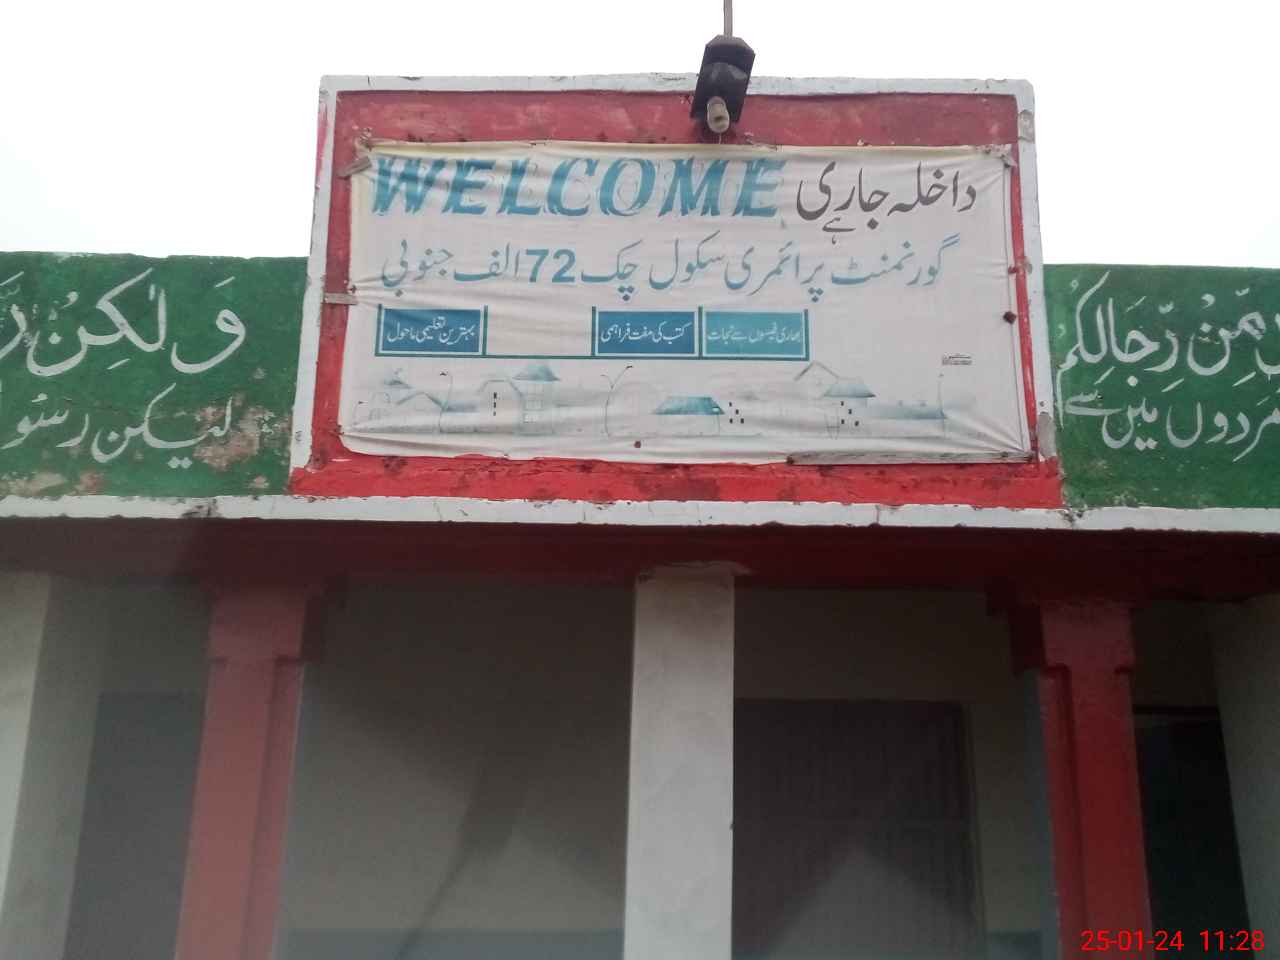 WELCOME داخلہ جاری ہے
گورنمنٹ پرائمری سکول چک 72 الف جنوبی
بھاری فیسوں سے نجات
کتب کی مفت فراہمی
بہترین تعلیمی ماحول
مِّنْ رِّجَالِكُمْ
مردوں میں سے
وَلٰكِنْ رَّ
لیکن رسو
25-01-24 11:28